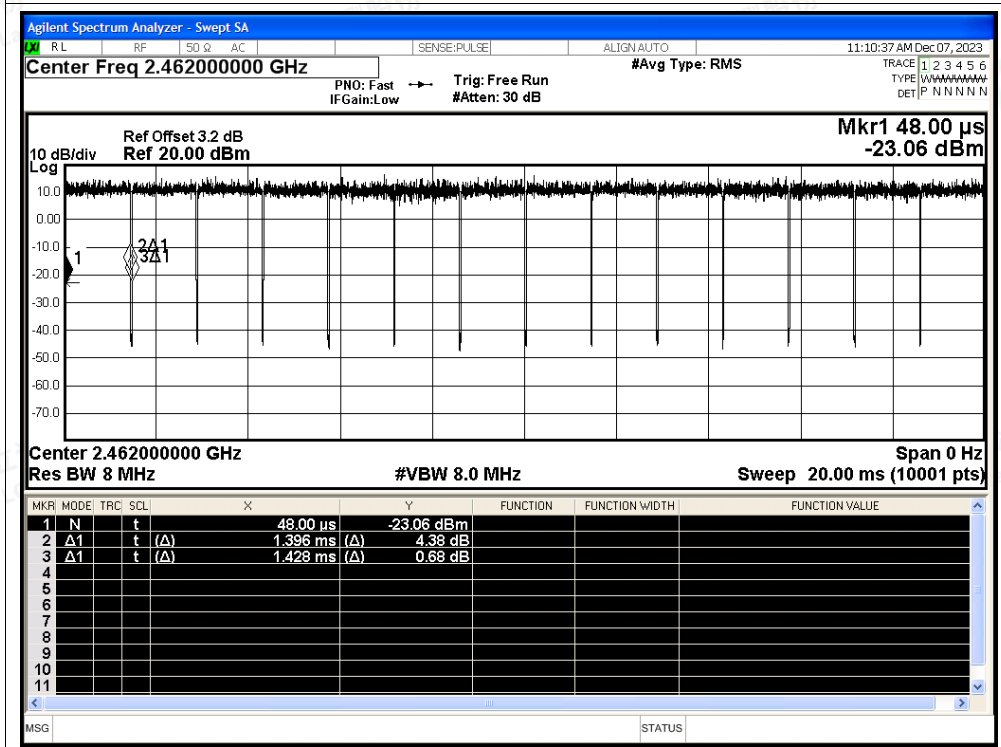 Agilent Spectrum Analyzer - Swept SA
LXI RL RF 50 Ω AC SENSE:PULSE ALIGN AUTO 11:10:37 AM Dec 07, 2023
Center Freq 2.462000000 GHz #Avg Type: RMS TRACE 1 2 3 4 5 6
PNO: Fast Trig: Free Run TYPE WWWWWW
IFGain:Low #Atten: 30 dB DET P N N N N N
Mkr1 48.00 µs
Ref Offset 3.2 dB
10 dB/div Ref 20.00 dBm -23.06 dBm
Log
10.0
0.00
-10.0
2Δ1
1
3Δ1
-20.0
-30.0
-40.0
-50.0
-60.0
-70.0
Center 2.462000000 GHz Span 0 Hz
Res BW 8 MHz #VBW 8.0 MHz Sweep 20.00 ms (10001 pts)
MKR MODE TRC SCL X Y FUNCTION FUNCTION WIDTH FUNCTION VALUE
1 N t 48.00 µs -23.06 dBm
2 Δ1 t (Δ) 1.396 ms (Δ) 4.38 dB
3 Δ1 t (Δ) 1.428 ms (Δ) 0.68 dB
4
5
6
7
8
9
10
11
MSG STATUS